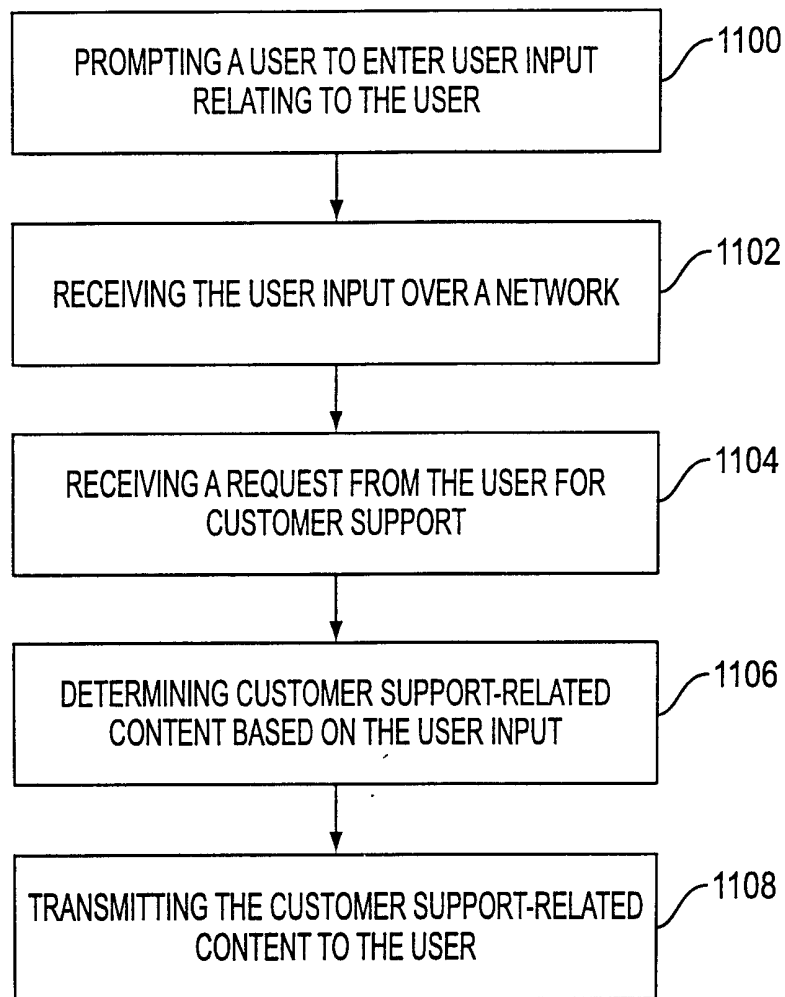 PROMPTING A USER TO ENTER USER INPUT
RELATING TO THE USER
1100
RECEIVING THE USER INPUT OVER A NETWORK
1102
RECEIVING A REQUEST FROM THE USER FOR
CUSTOMER SUPPORT
1104
DETERMINING CUSTOMER SUPPORT-RELATED
CONTENT BASED ON THE USER INPUT
1106
TRANSMITTING THE CUSTOMER SUPPORT-RELATED
CONTENT TO THE USER
1108